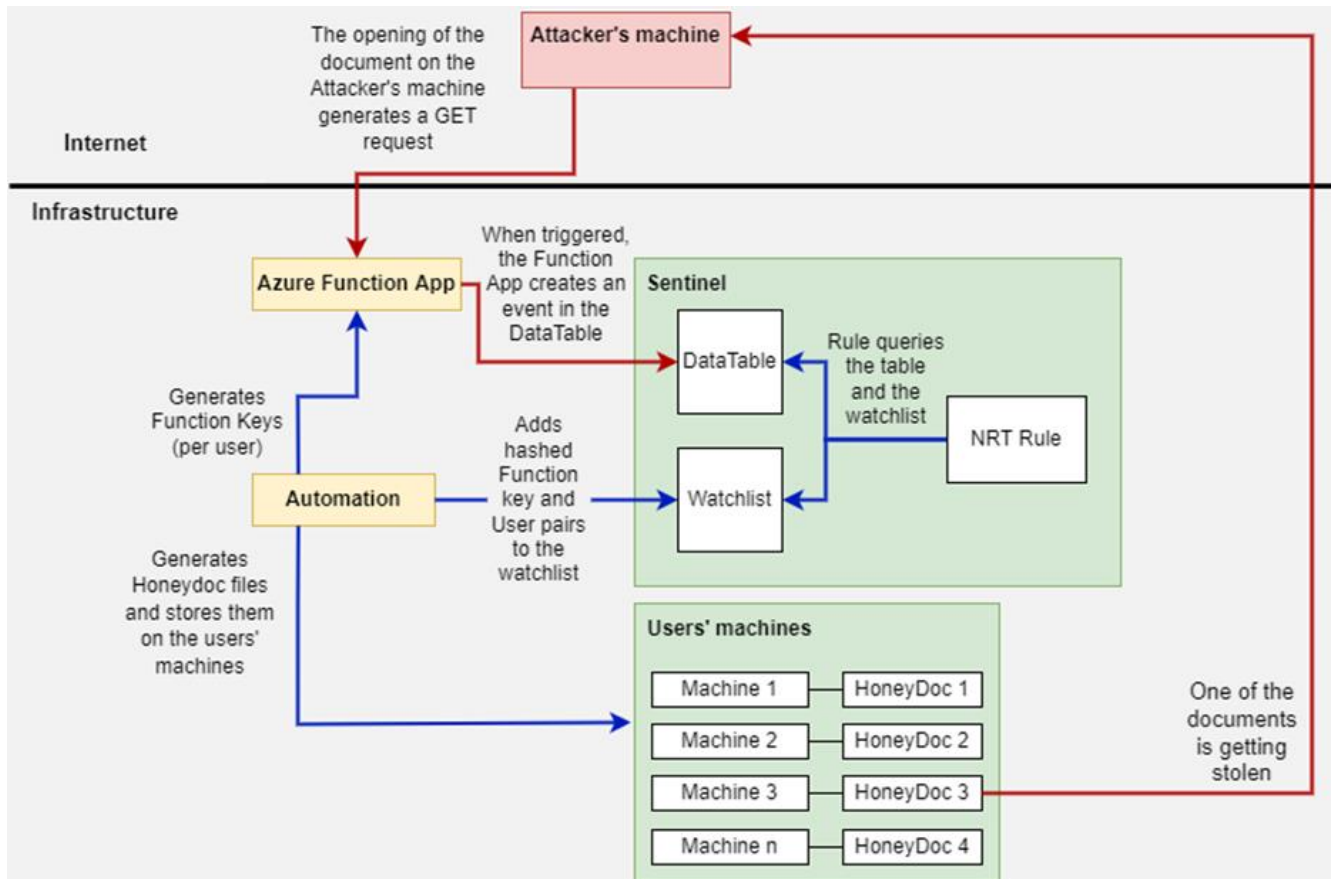 The opening of the
document on the
Attacker's machine
generates a GET
request
Attacker's machine
Internet
Infrastructure
Azure Function App
When triggered,
the Function
App creates an
event in the
DataTable
Sentinel
DataTable
Rule queries
the table
and the
watchlist
NRT Rule
Generates
Function Keys
(per user)
Automation
Adds
hashed
Function
key and
User pairs
to the
watchlist
Watchlist
Generates
Honeydoc files
and stores them
on the users'
machines
Users' machines
Machine 1
HoneyDoc 1
Machine 2
HoneyDoc 2
Machine 3
HoneyDoc 3
Machine n
HoneyDoc 4
One of the
documents
is getting
stolen